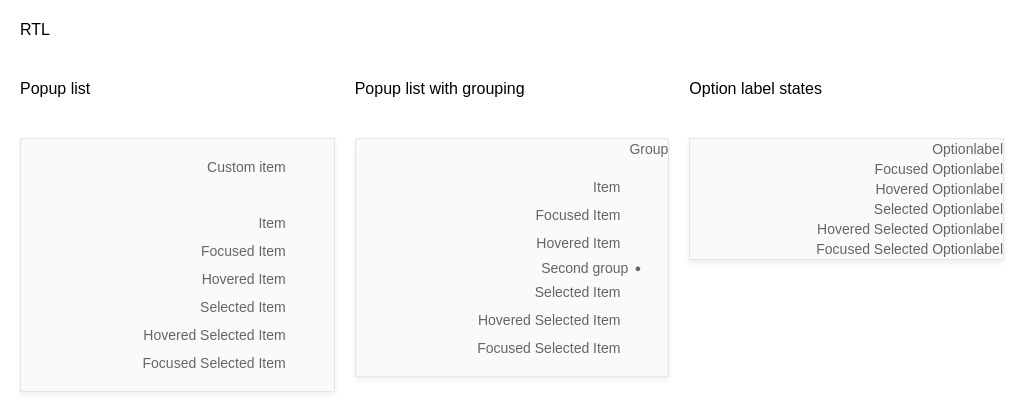 RTL
Popup list
Custom item
Item
Focused Item
Hovered Item
Selected Item
Hovered Selected Item
Focused Selected Item
Popup list with grouping
Group
Item
Focused Item
Hovered Item
Second group •
Selected Item
Hovered Selected Item
Focused Selected Item
Option label states
Optionlabel
Focused Optionlabel
Hovered Optionlabel
Selected Optionlabel
Hovered Selected Optionlabel
Focused Selected Optionlabel